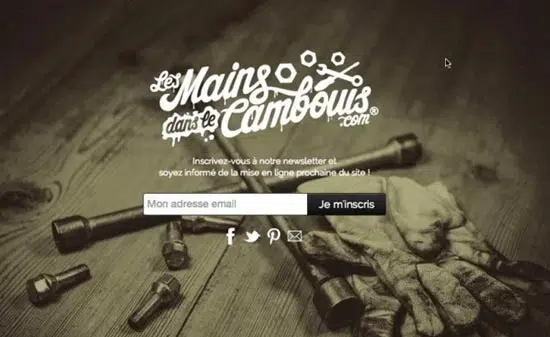 Les
Mains
dans le
Cambouis
.com®
Inscrivez-vous à notre newsletter et
soyez informé de la mise en ligne prochaine du site !
Mon adresse email
Je m'inscris